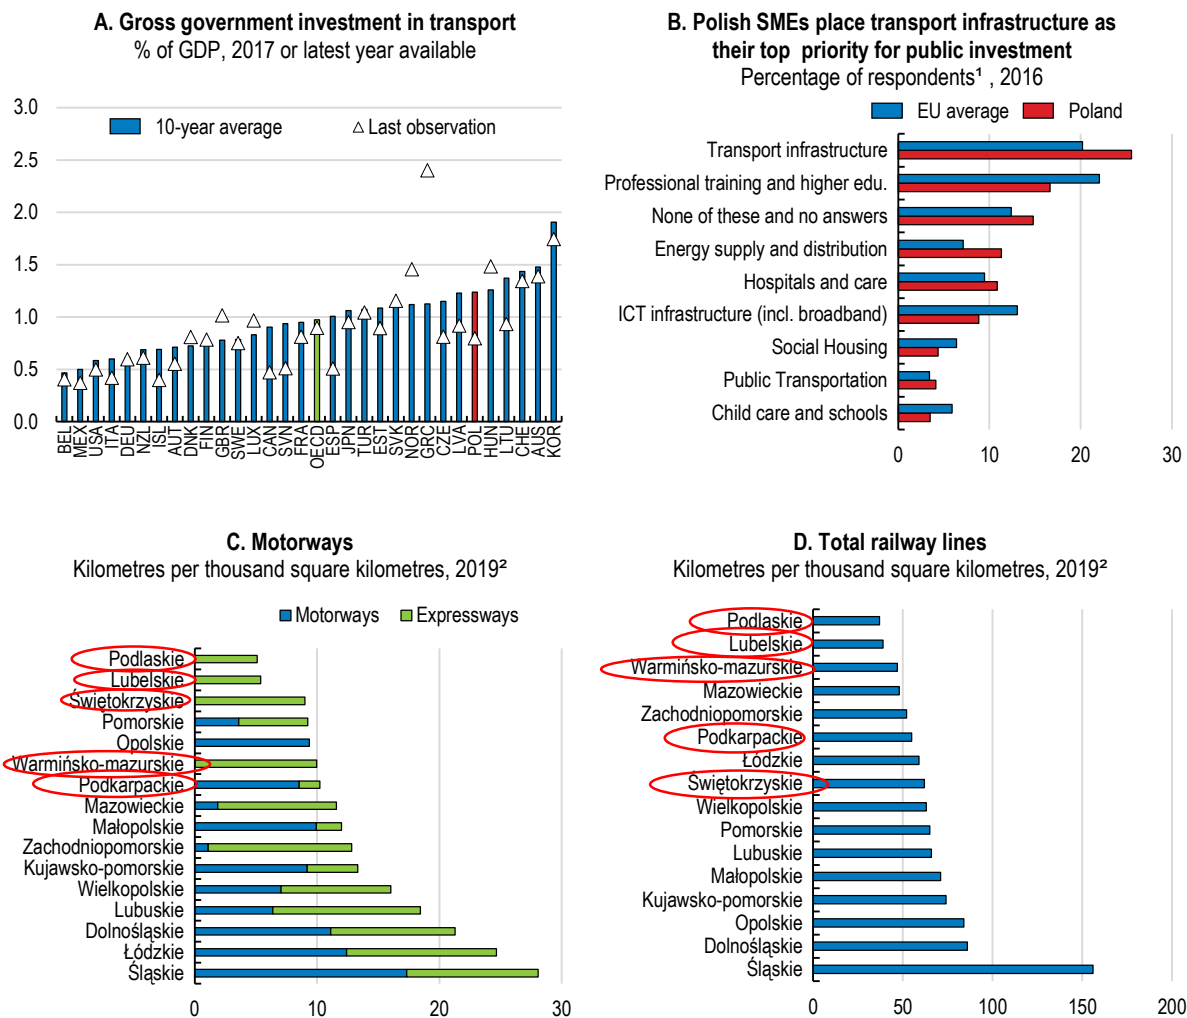 A. Gross government investment in transport
% of GDP, 2017 or latest year available
3.0
2.5
2.0
1.5
1.0
0.5
0.0
10-year average
Last observation
BEL
MEX
USA
ITA
DEU
NZL
ISL
AUT
DNK
FIN
GBR
SWE
LUX
CAN
SVN
FRA
OECD
ESP
JPN
TUR
EST
SVK
NOR
GRC
CZE
LVA
POL
HUN
LTU
CHE
AUS
KOR
B. Polish SMEs place transport infrastructure as
their top priority for public investment
Percentage of respondents¹ , 2016
EU average
Poland
Transport infrastructure
Professional training and higher edu.
None of these and no answers
Energy supply and distribution
Hospitals and care
ICT infrastructure (incl. broadband)
Social Housing
Public Transportation
Child care and schools
0 10 20 30
C. Motorways
Kilometres per thousand square kilometres, 2019²
Motorways
Expressways
Podlaskie
Lubelskie
Świętokrzyskie
Pomorskie
Opolskie
Warmińsko-mazurskie
Podkarpackie
Mazowieckie
Małopolskie
Zachodniopomorskie
Kujawsko-pomorskie
Wielkopolskie
Lubuskie
Dolnośląskie
Łódzkie
Śląskie
0 10 20 30
D. Total railway lines
Kilometres per thousand square kilometres, 2019²
Podlaskie
Lubelskie
Warmińsko-mazurskie
Mazowieckie
Zachodniopomorskie
Podkarpackie
Łódzkie
Świętokrzyskie
Wielkopolskie
Pomorskie
Lubuskie
Małopolskie
Kujawsko-pomorskie
Opolskie
Dolnośląskie
Śląskie
0 50 100 150 200